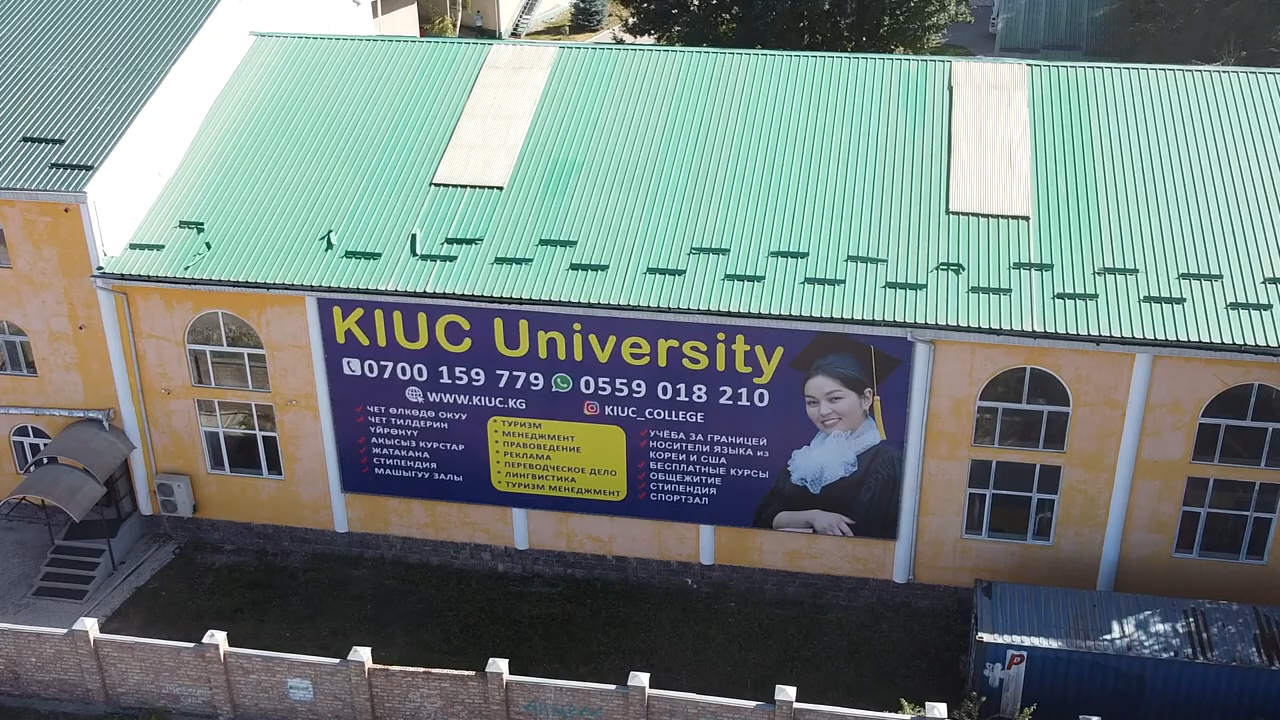 KIUC University
0700 159 779 0559 018 210
WWW.KIUC.KG KIUC_COLLEGE
ЧЕТ ӨЛКӨДӨ ОКУУ
ЧЕТ ТИЛДЕРИН
ҮЙРӨНҮҮ
АКЫСЫЗ КУРСТАР
ЖАТАКАНА
СТИПЕНДИЯ
МАШЫГУУ ЗАЛЫ
* ТУРИЗМ
* МЕНЕДЖМЕНТ
* ПРАВОВЕДЕНИЕ
* РЕКЛАМА
* ПЕРЕВОДЧЕСКОЕ ДЕЛО
* ЛИНГВИСТИКА
* ТУРИЗМ МЕНЕДЖМЕНТ
УЧЁБА ЗА ГРАНИЦЕЙ
НОСИТЕЛИ ЯЗЫКА из
КОРЕИ И США
БЕСПЛАТНЫЕ КУРСЫ
ОБЩЕЖИТИЕ
СТИПЕНДИЯ
СПОРТЗАЛ
P